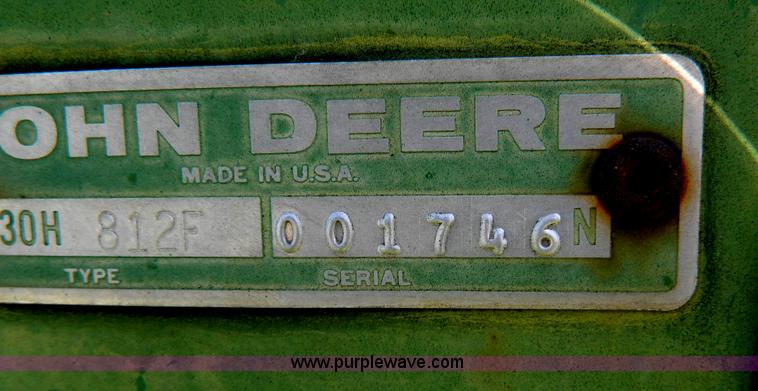 OHN DEERE
MADE IN U.S.A.
30H 812F 001746N
TYPE SERIAL
www.purplewave.com